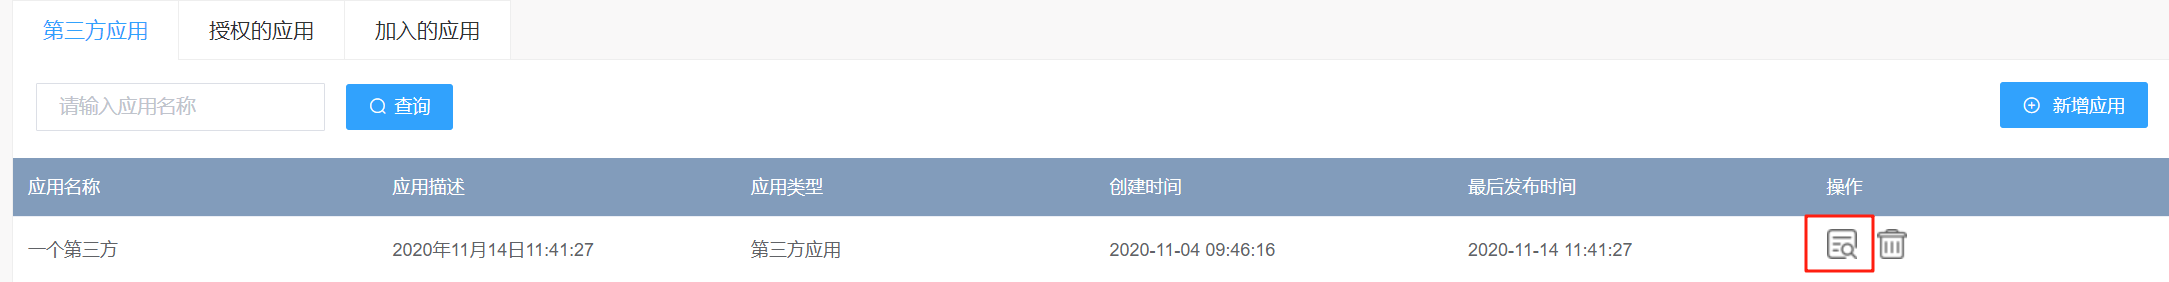 第三方应用 授权的应用 加入的应用
请输入应用名称 查询 新增应用
应用名称 应用描述 应用类型 创建时间 最后发布时间 操作
一个第三方 2020年11月14日11:41:27 第三方应用 2020-11-04 09:46:16 2020-11-14 11:41:27